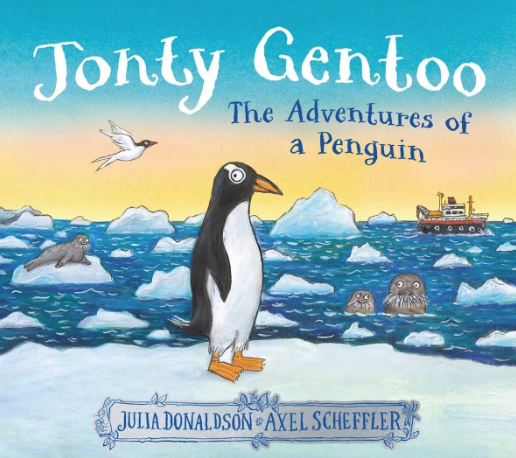 Jonty Gentoo
The Adventures of
a Penguin
JULIA DONALDSON AXEL SCHEFFLER